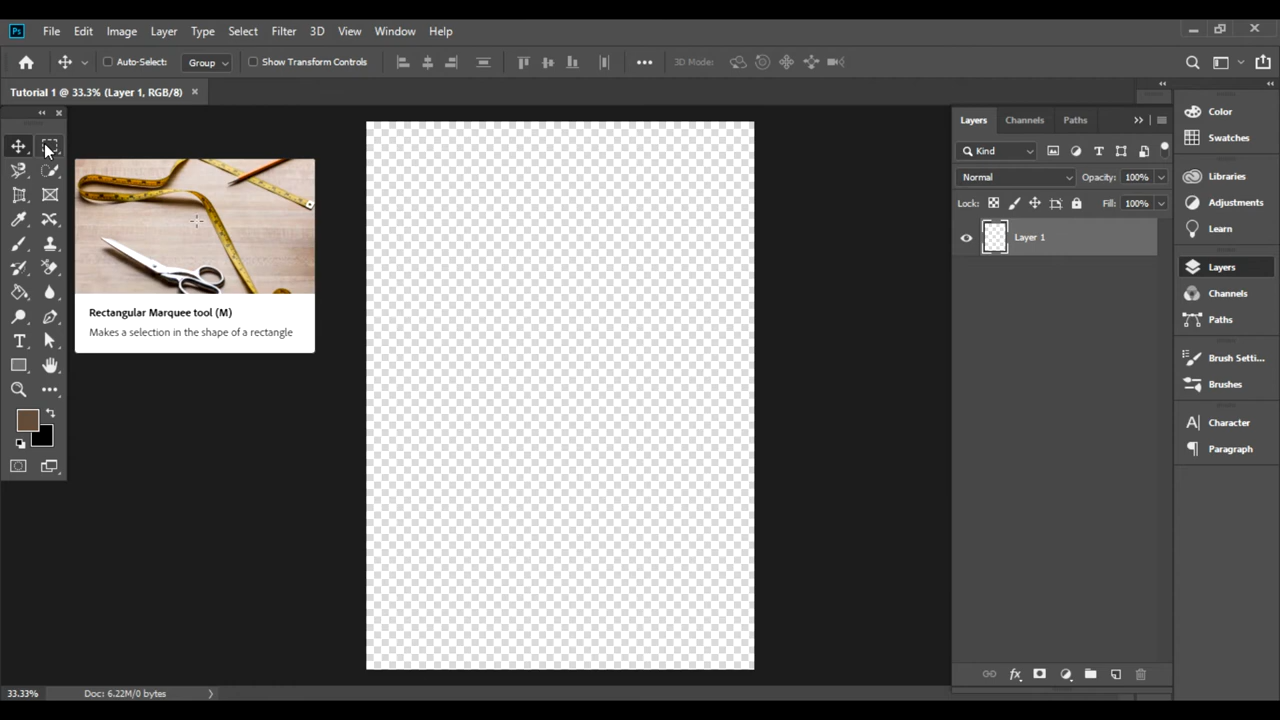 Ps File Edit Image Layer Type Select Filter 3D View Window Help
Auto-Select: Group Show Transform Controls 3D Mode:
Tutorial 1 @ 33.3% (Layer 1, RGB/8)
Rectangular Marquee tool (M)
Makes a selection in the shape of a rectangle
T
Layers Channels Paths
Kind T
Normal Opacity: 100%
Lock: Fill: 100%
Layer 1
fx
Color
Swatches
Libraries
Adjustments
Learn
Layers
Channels
Paths
Brush Setti...
Brushes
A Character
Paragraph
33.33% Doc: 6.22M/0 bytes